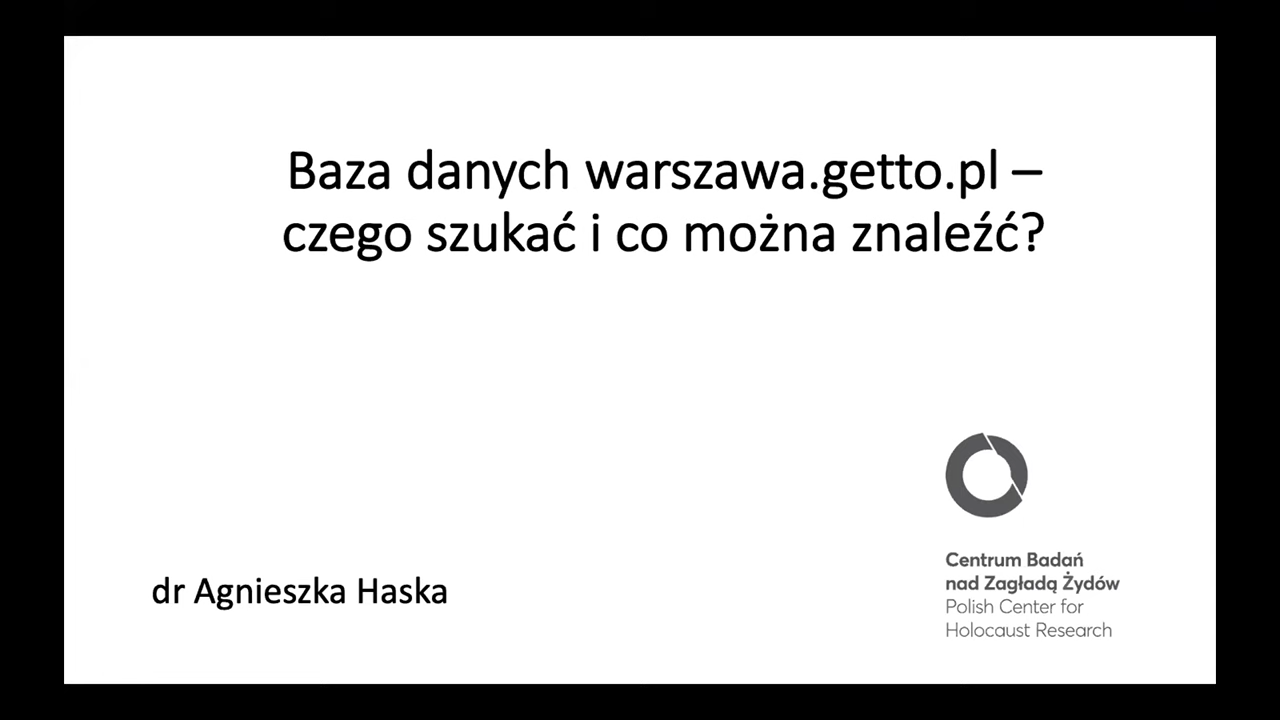 Baza danych warszawa.getto.pl –
czego szukać i co można znaleźć?
dr Agnieszka Haska
Centrum Badań
nad Zagładą Żydów
Polish Center for
Holocaust Research